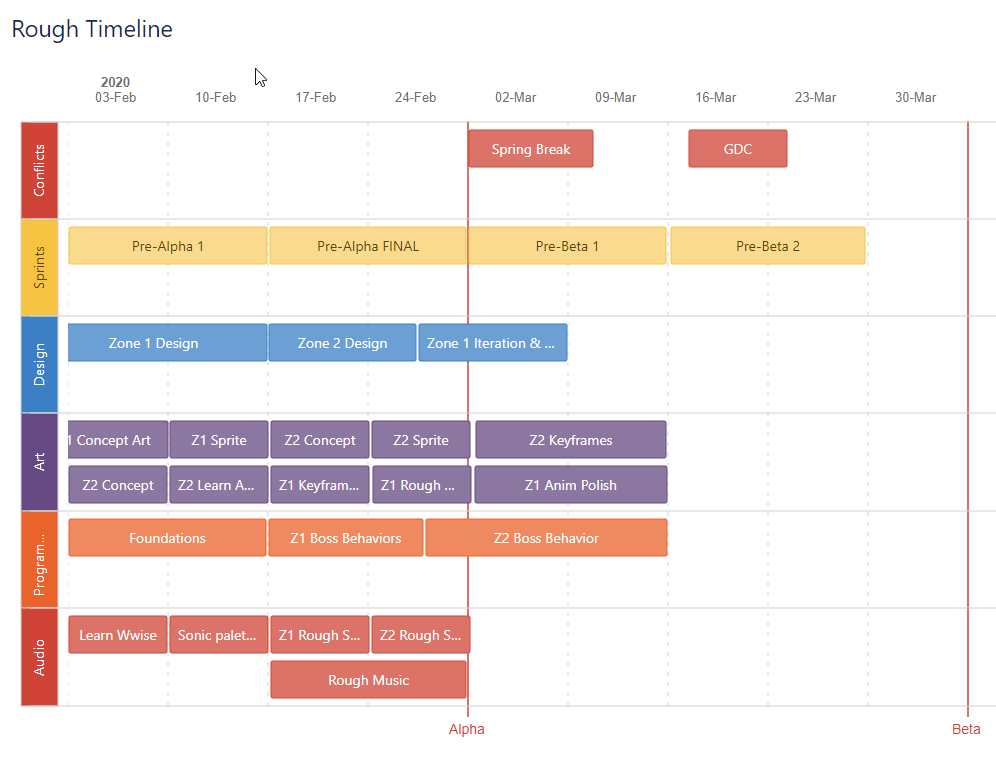 Rough Timeline
2020
03-Feb 10-Feb 17-Feb 24-Feb 02-Mar 09-Mar 16-Mar 23-Mar 30-Mar
Conflicts
Spring Break GDC
Sprints
Pre-Alpha 1 Pre-Alpha FINAL Pre-Beta 1 Pre-Beta 2
Design
Zone 1 Design Zone 2 Design Zone 1 Iteration & ...
Art
1 Concept Art Z1 Sprite Z2 Concept Z2 Sprite Z2 Keyframes
Z2 Concept Z2 Learn A... Z1 Keyfram... Z1 Rough ... Z1 Anim Polish
Program...
Foundations Z1 Boss Behaviors Z2 Boss Behavior
Audio
Learn Wwise Sonic palet... Z1 Rough S... Z2 Rough S...
Rough Music
Alpha Beta